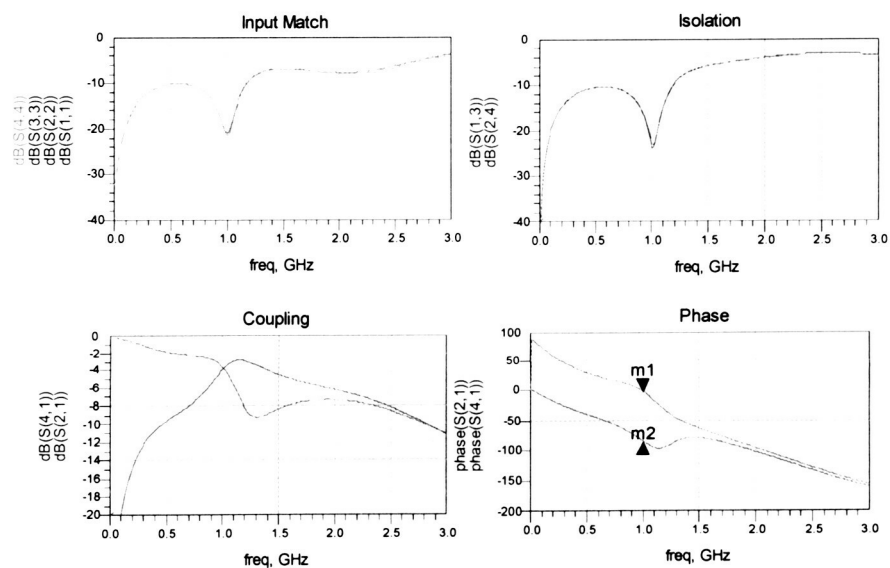 Input Match
0
-10
-20
-30
-40
dB(S(4,4))
dB(S(3,3))
dB(S(2,2))
dB(S(1,1))
0.0 0.5 1.0 1.5 2.0 2.5 3.0
freq, GHz
Isolation
0
-10
-20
-30
-40
dB(S(1,3))
dB(S(2,4))
0.0 0.5 1.0 1.5 2.0 2.5 3.0
freq, GHz
Coupling
0
-2
-4
-6
-8
-10
-12
-14
-16
-18
-20
dB(S(4,1))
dB(S(2,1))
0.0 0.5 1.0 1.5 2.0 2.5 3.0
freq, GHz
Phase
100
50
0
-50
-100
-150
-200
phase(S(2,1))
phase(S(4,1))
m1
m2
0.0 0.5 1.0 1.5 2.0 2.5 3.0
freq, GHz